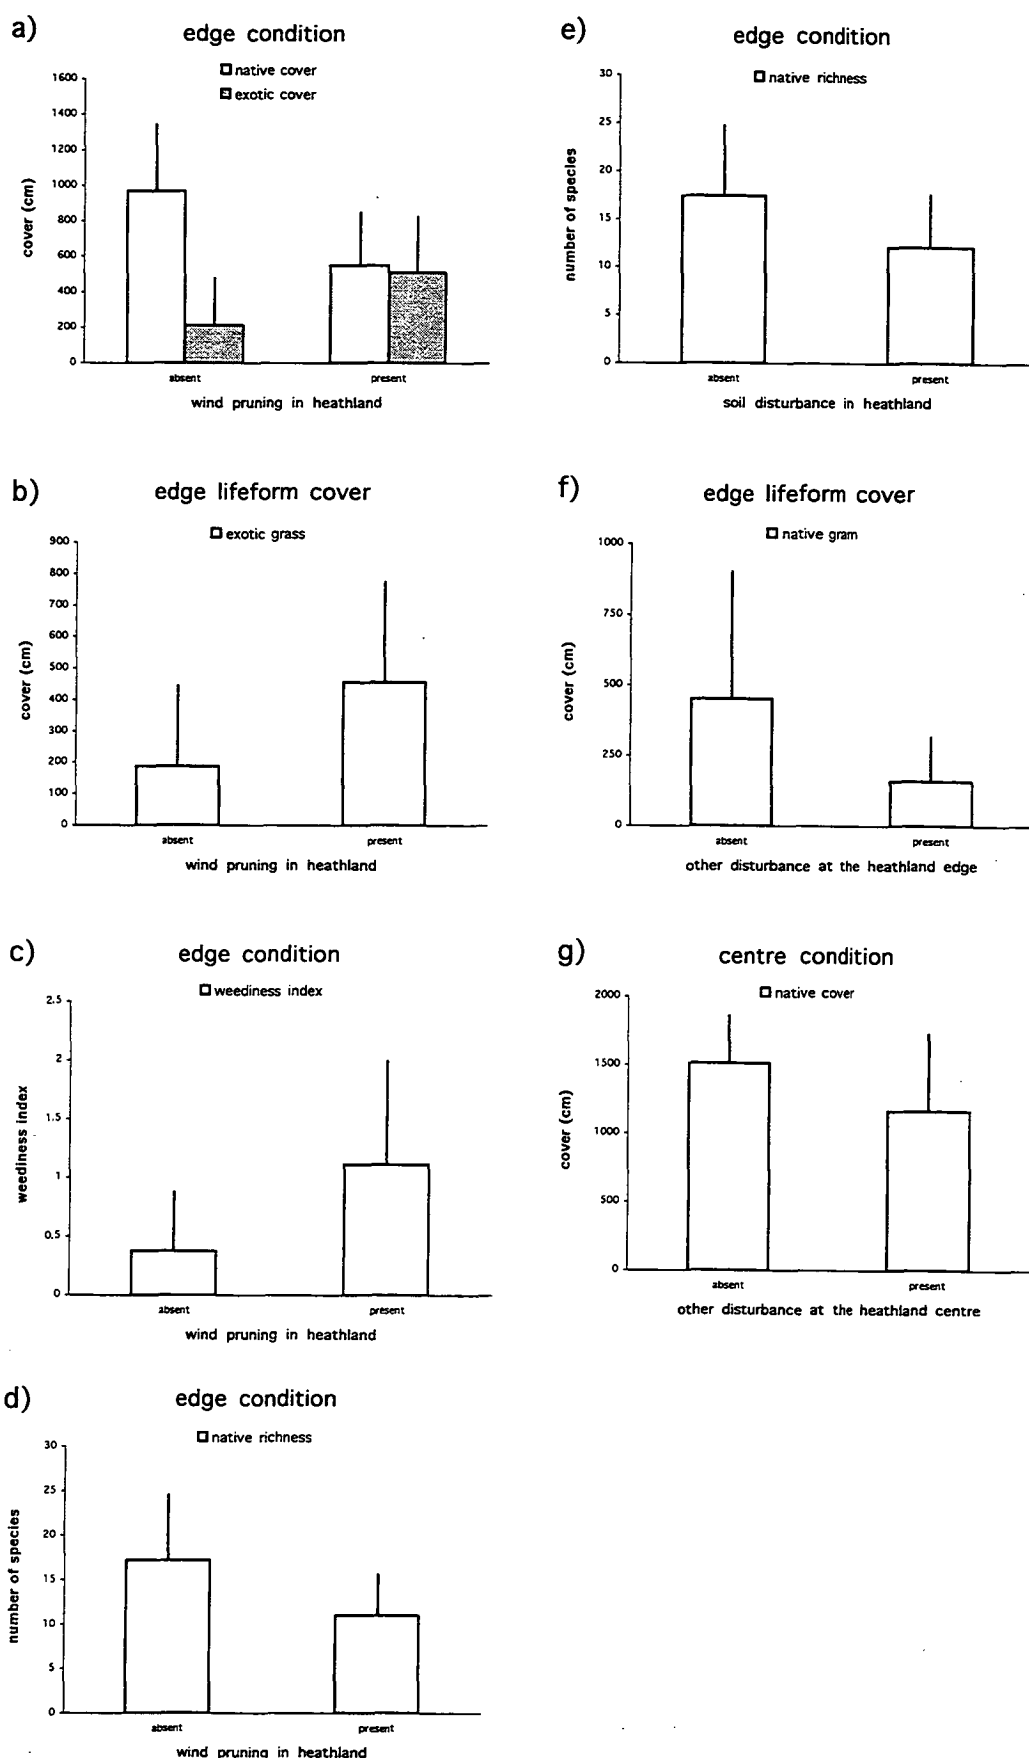 a)
edge condition
native cover
exotic cover
1600
1400
1200
1000
800
600
400
200
0
cover (cm)
absent present
wind pruning in heathland
b)
edge lifeform cover
exotic grass
900
800
700
600
500
400
300
200
100
0
cover (cm)
absent present
wind pruning in heathland
c)
edge condition
weediness index
2.5
2
1.5
1
0.5
0
weediness index
absent present
wind pruning in heathland
d)
edge condition
native richness
30
25
20
15
10
5
0
number of species
absent present
wind pruning in heathland
e)
edge condition
native richness
30
25
20
15
10
5
0
number of species
absent present
soil disturbance in heathland
f)
edge lifeform cover
native gram
1000
750
500
250
0
cover (cm)
absent present
other disturbance at the heathland edge
g)
centre condition
native cover
2000
1500
1000
500
0
cover (cm)
absent present
other disturbance at the heathland centre